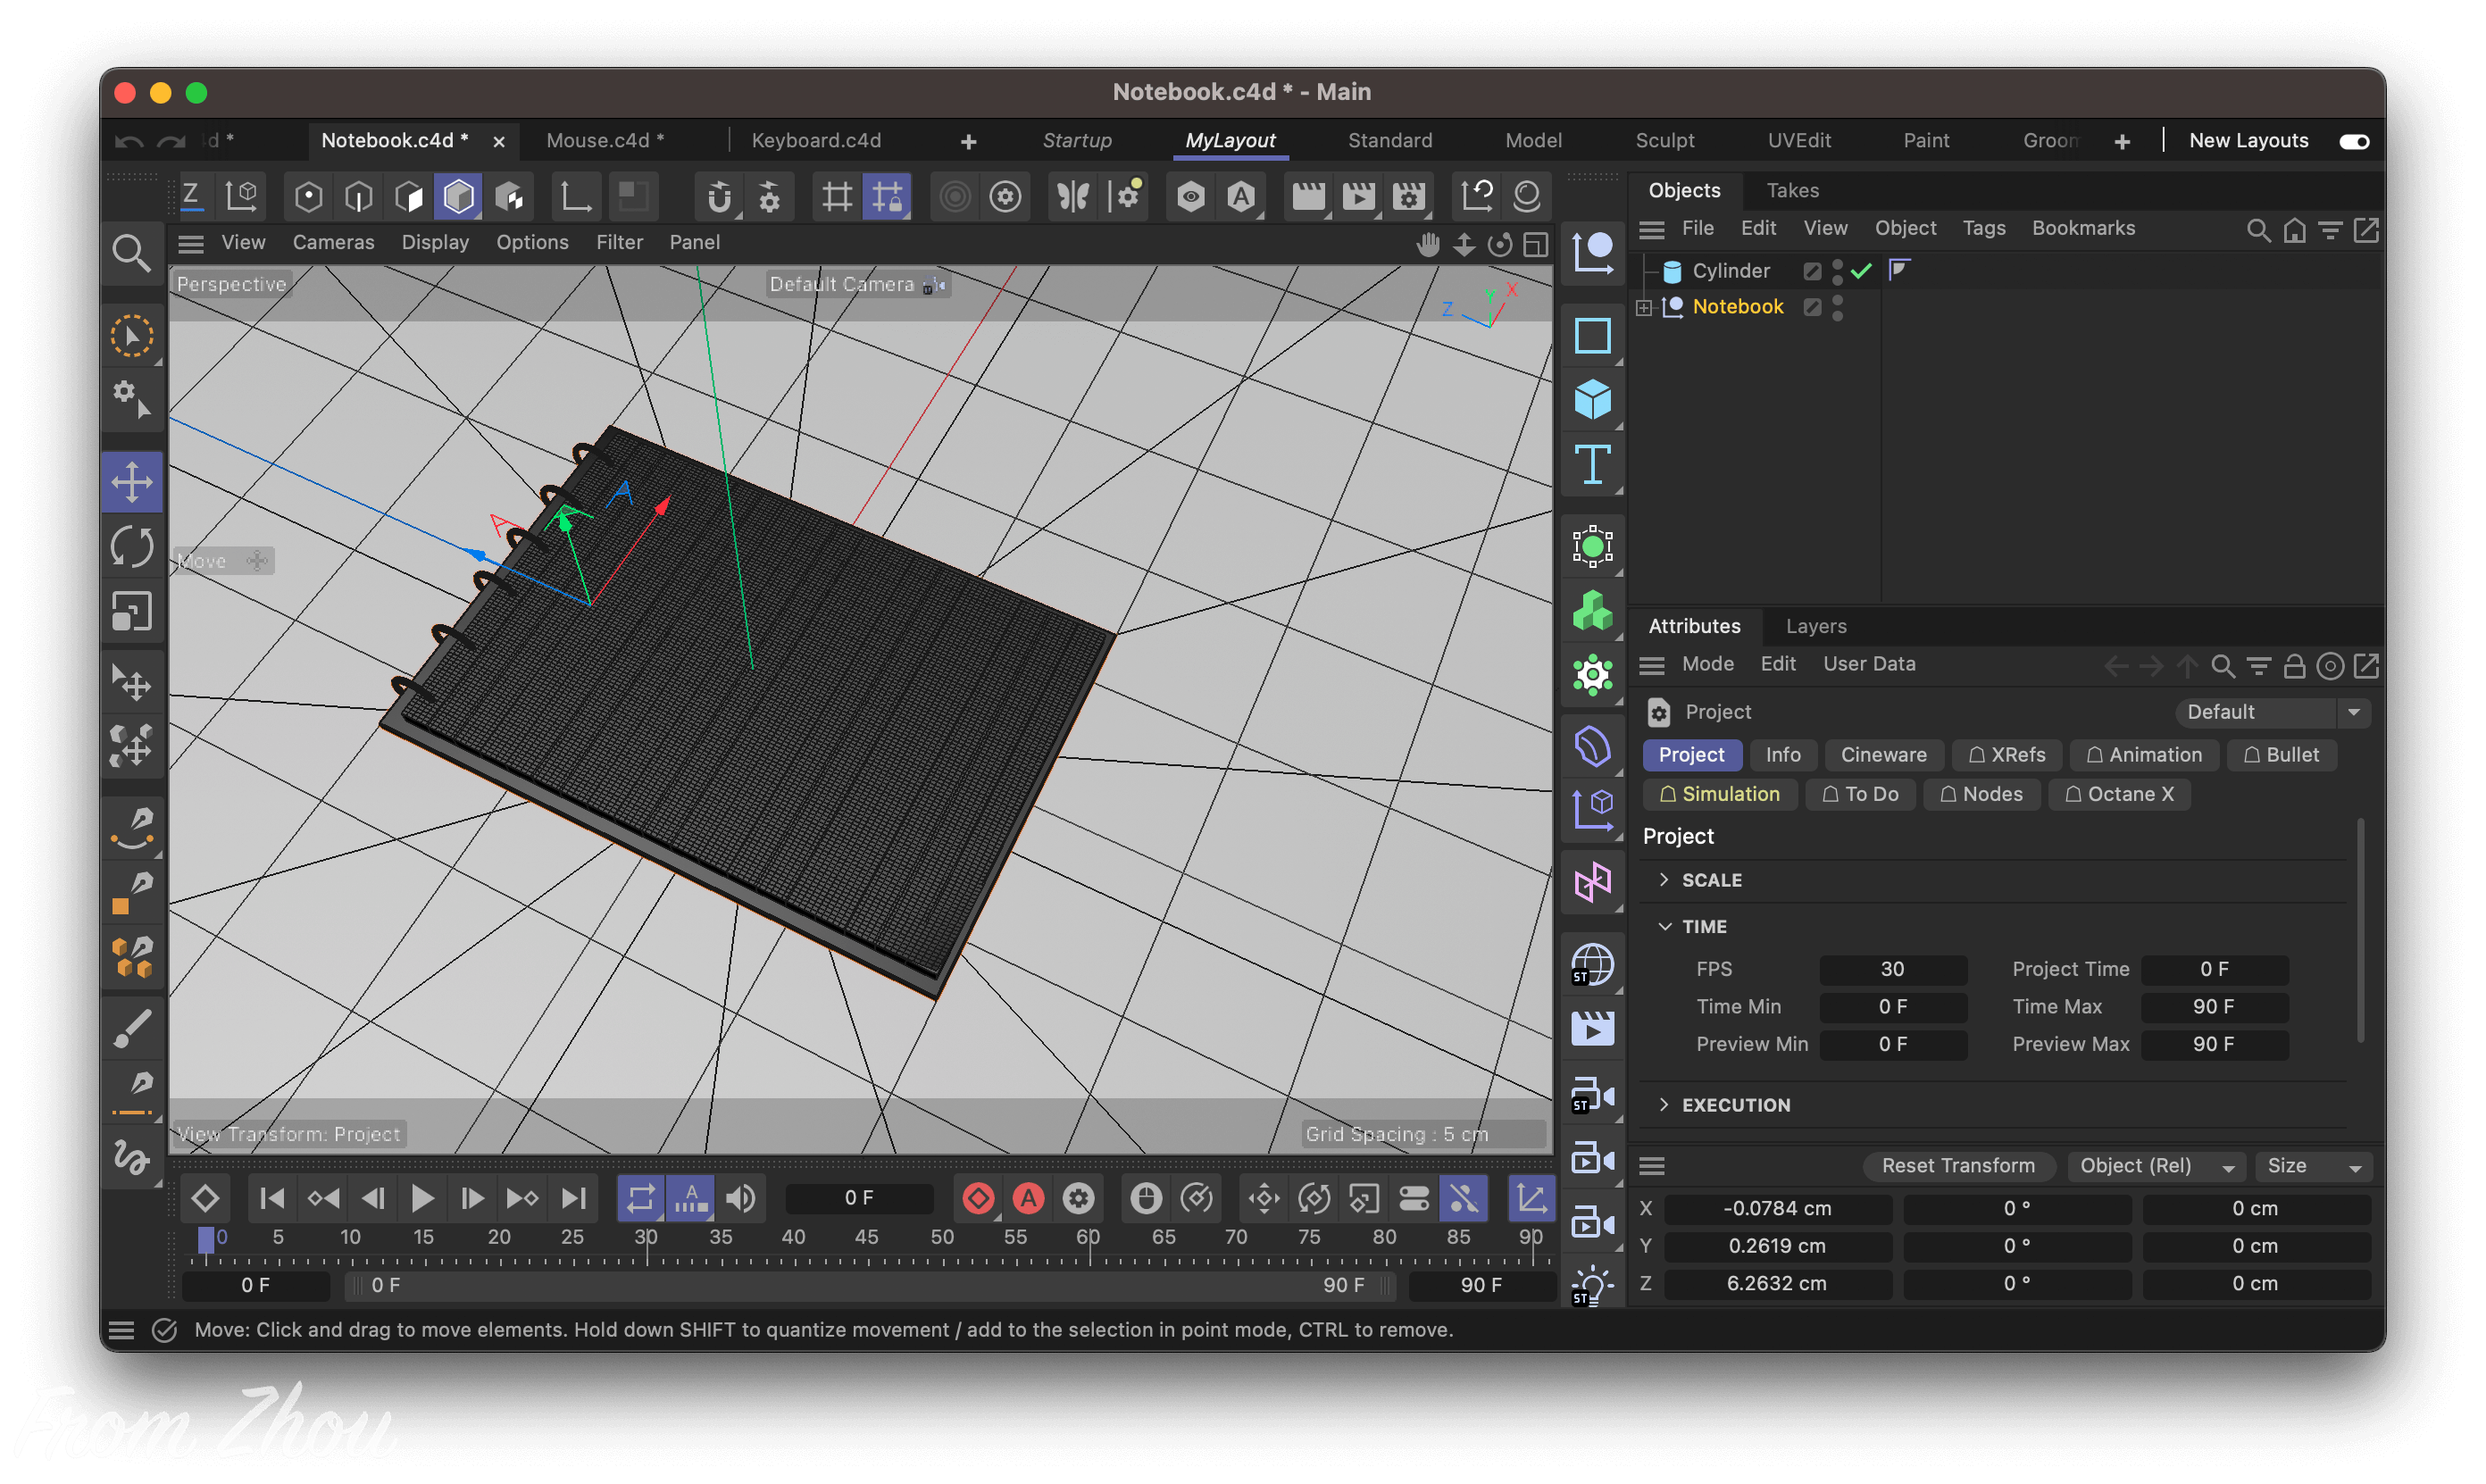 Notebook.c4d * - Main
d * Notebook.c4d * × Mouse.c4d * Keyboard.c4d + Startup MyLayout Standard Model Sculpt UVEdit Paint Groom + New Layouts
Z
View Cameras Display Options Filter Panel
Perspective
Default Camera
X
Y
Z
Move
View Transform: Project
Grid Spacing : 5 cm
0 F
0 5 10 15 20 25 30 35 40 45 50 55 60 65 70 75 80 85 90
0 F
0 F
90 F
90 F
Move: Click and drag to move elements. Hold down SHIFT to quantize movement / add to the selection in point mode, CTRL to remove.
ST
ST
ST
Objects Takes
File Edit View Object Tags Bookmarks
Cylinder
Notebook
Attributes Layers
Mode Edit User Data
Project
Default
Project Info Cineware XRefs Animation Bullet
Simulation To Do Nodes Octane X
Project
SCALE
TIME
FPS 30 Project Time 0 F
Time Min 0 F Time Max 90 F
Preview Min 0 F Preview Max 90 F
EXECUTION
Reset Transform Object (Rel) Size
X -0.0784 cm 0 ° 0 cm
Y 0.2619 cm 0 ° 0 cm
Z 6.2632 cm 0 ° 0 cm
From Zhou